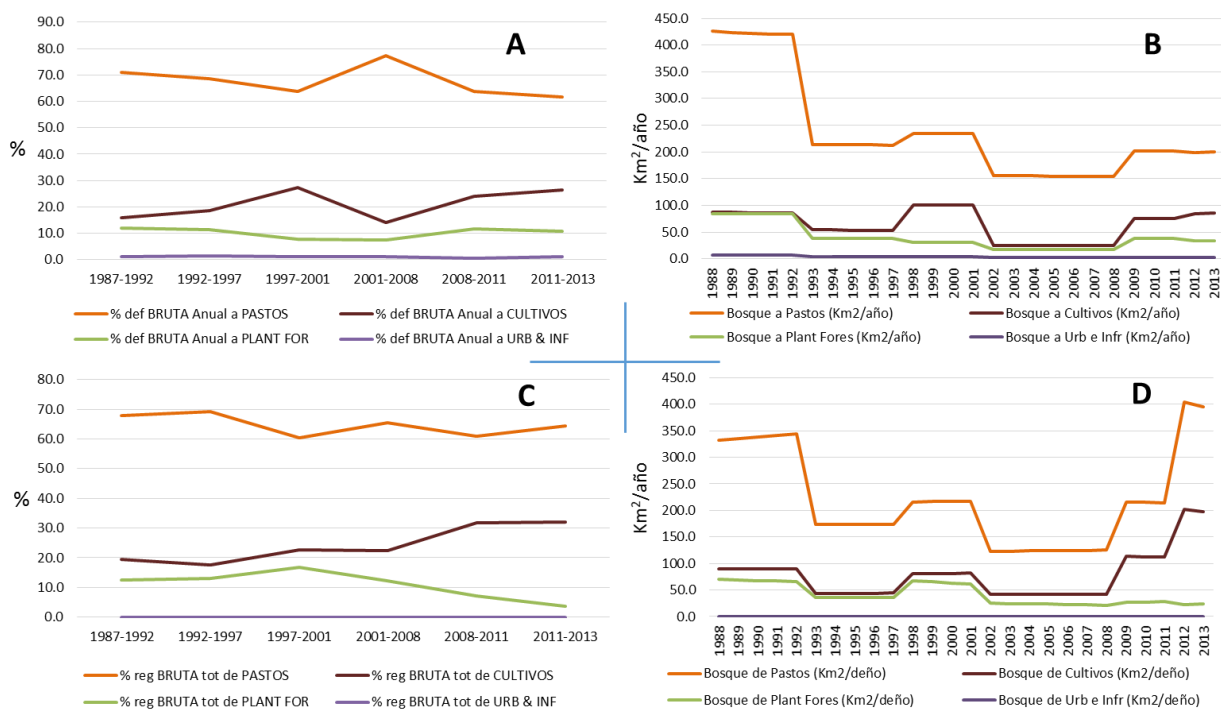 A
90.0
80.0
70.0
60.0
50.0
40.0
30.0
20.0
10.0
0.0
%
1987-1992 1992-1997 1997-2001 2001-2008 2008-2011 2011-2013
% def BRUTA Anual a PASTOS % def BRUTA Anual a CULTIVOS
% def BRUTA Anual a PLANT FOR % def BRUTA Anual a URB & INF
B
450.0
400.0
350.0
300.0
250.0
200.0
150.0
100.0
50.0
0.0
Km²/año
1988 1989 1990 1991 1992 1993 1994 1995 1996 1997 1998 1999 2000 2001 2002 2003 2004 2005 2006 2007 2008 2009 2010 2011 2012 2013
Bosque a Pastos (Km2/año) Bosque a Cultivos (Km2/año)
Bosque a Plant Fores (Km2/año) Bosque a Urb e Infr (Km2/año)
C
80.0
70.0
60.0
50.0
40.0
30.0
20.0
10.0
0.0
%
1987-1992 1992-1997 1997-2001 2001-2008 2008-2011 2011-2013
% reg BRUTA tot de PASTOS % reg BRUTA tot de CULTIVOS
% reg BRUTA tot de PLANT FOR % reg BRUTA tot de URB & INF
D
450.0
400.0
350.0
300.0
250.0
200.0
150.0
100.0
50.0
0.0
Km²/año
1988 1989 1990 1991 1992 1993 1994 1995 1996 1997 1998 1999 2000 2001 2002 2003 2004 2005 2006 2007 2008 2009 2010 2011 2012 2013
Bosque de Pastos (Km2/deño) Bosque de Cultivos (Km2/deño)
Bosque de Plant Fores (Km2/deño) Bosque de Urb e Infr (Km2/deño)